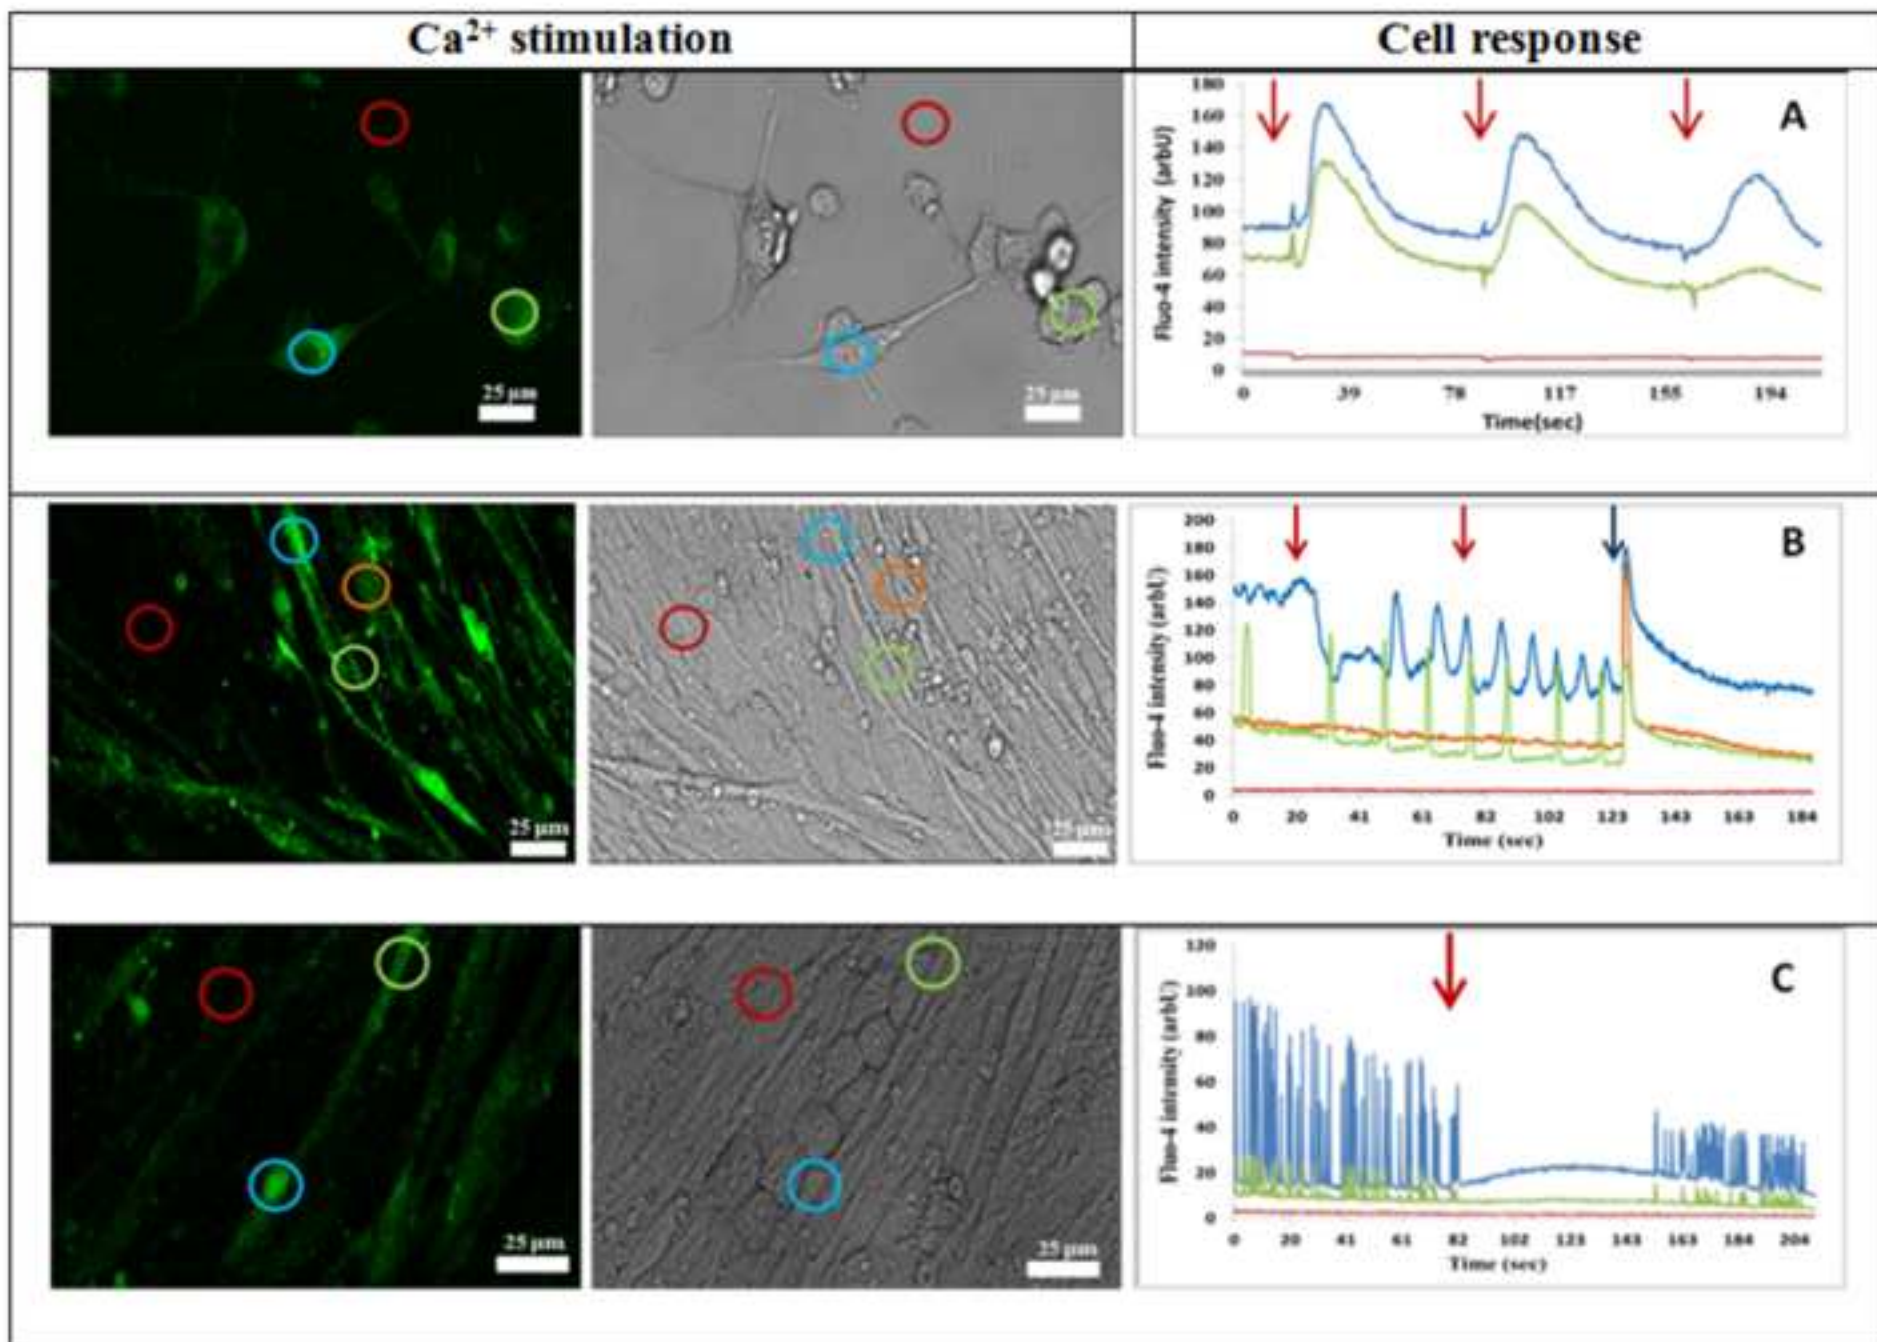 Ca²⁺ stimulation
Cell response
25 μm
25 μm
A
Fluo-4 intensity (arbU)
180
160
140
120
100
80
60
40
20
0
0 39 78 117 155 194
Time(sec)
25 μm
25 μm
B
Fluo-4 intensity (arbU)
200
180
160
140
120
100
80
60
40
20
0
0 20 41 61 82 102 123 143 163 184
Time (sec)
25 μm
25 μm
C
Fluo-4 intensity (arbU)
120
100
80
60
40
20
0
0 20 41 61 82 102 123 143 163 184 204
Time (sec)